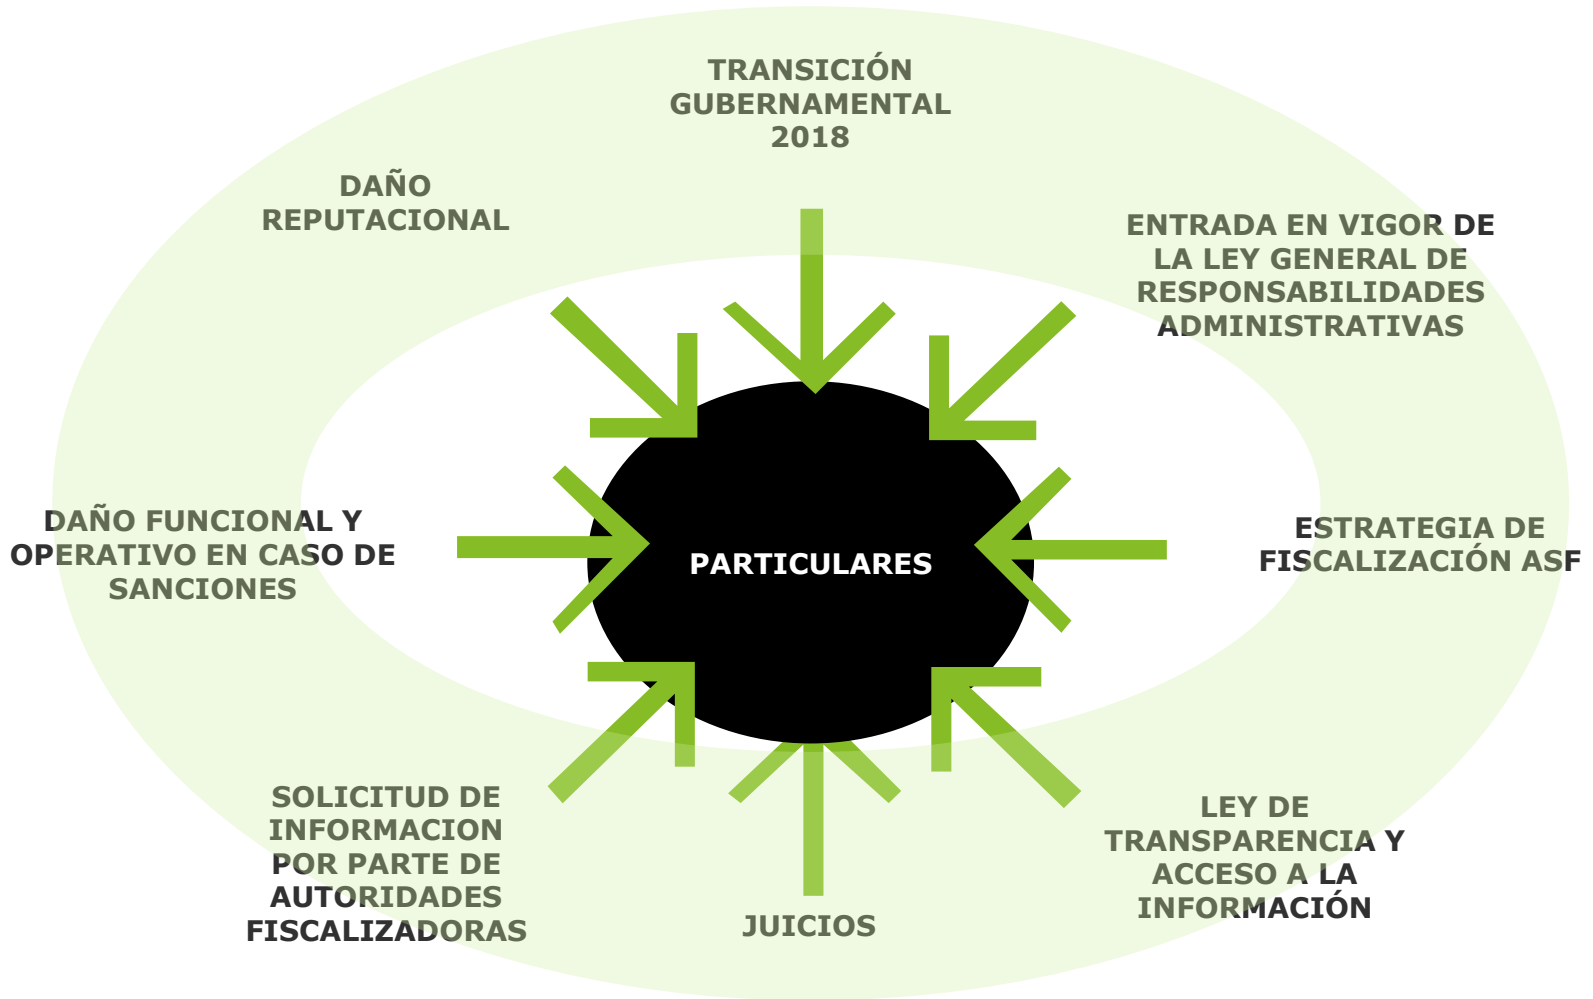 TRANSICIÓN
GUBERNAMENTAL
2018
DAÑO
REPUTACIONAL
ENTRADA EN VIGOR DE
LA LEY GENERAL DE
RESPONSABILIDADES
ADMINISTRATIVAS
DAÑO FUNCIONAL Y
OPERATIVO EN CASO DE
SANCIONES
PARTICULARES
ESTRATEGIA DE
FISCALIZACIÓN ASF
SOLICITUD DE
INFORMACION
POR PARTE DE
AUTORIDADES
FISCALIZADORAS
JUICIOS
LEY DE
TRANSPARENCIA Y
ACCESO A LA
INFORMACIÓN